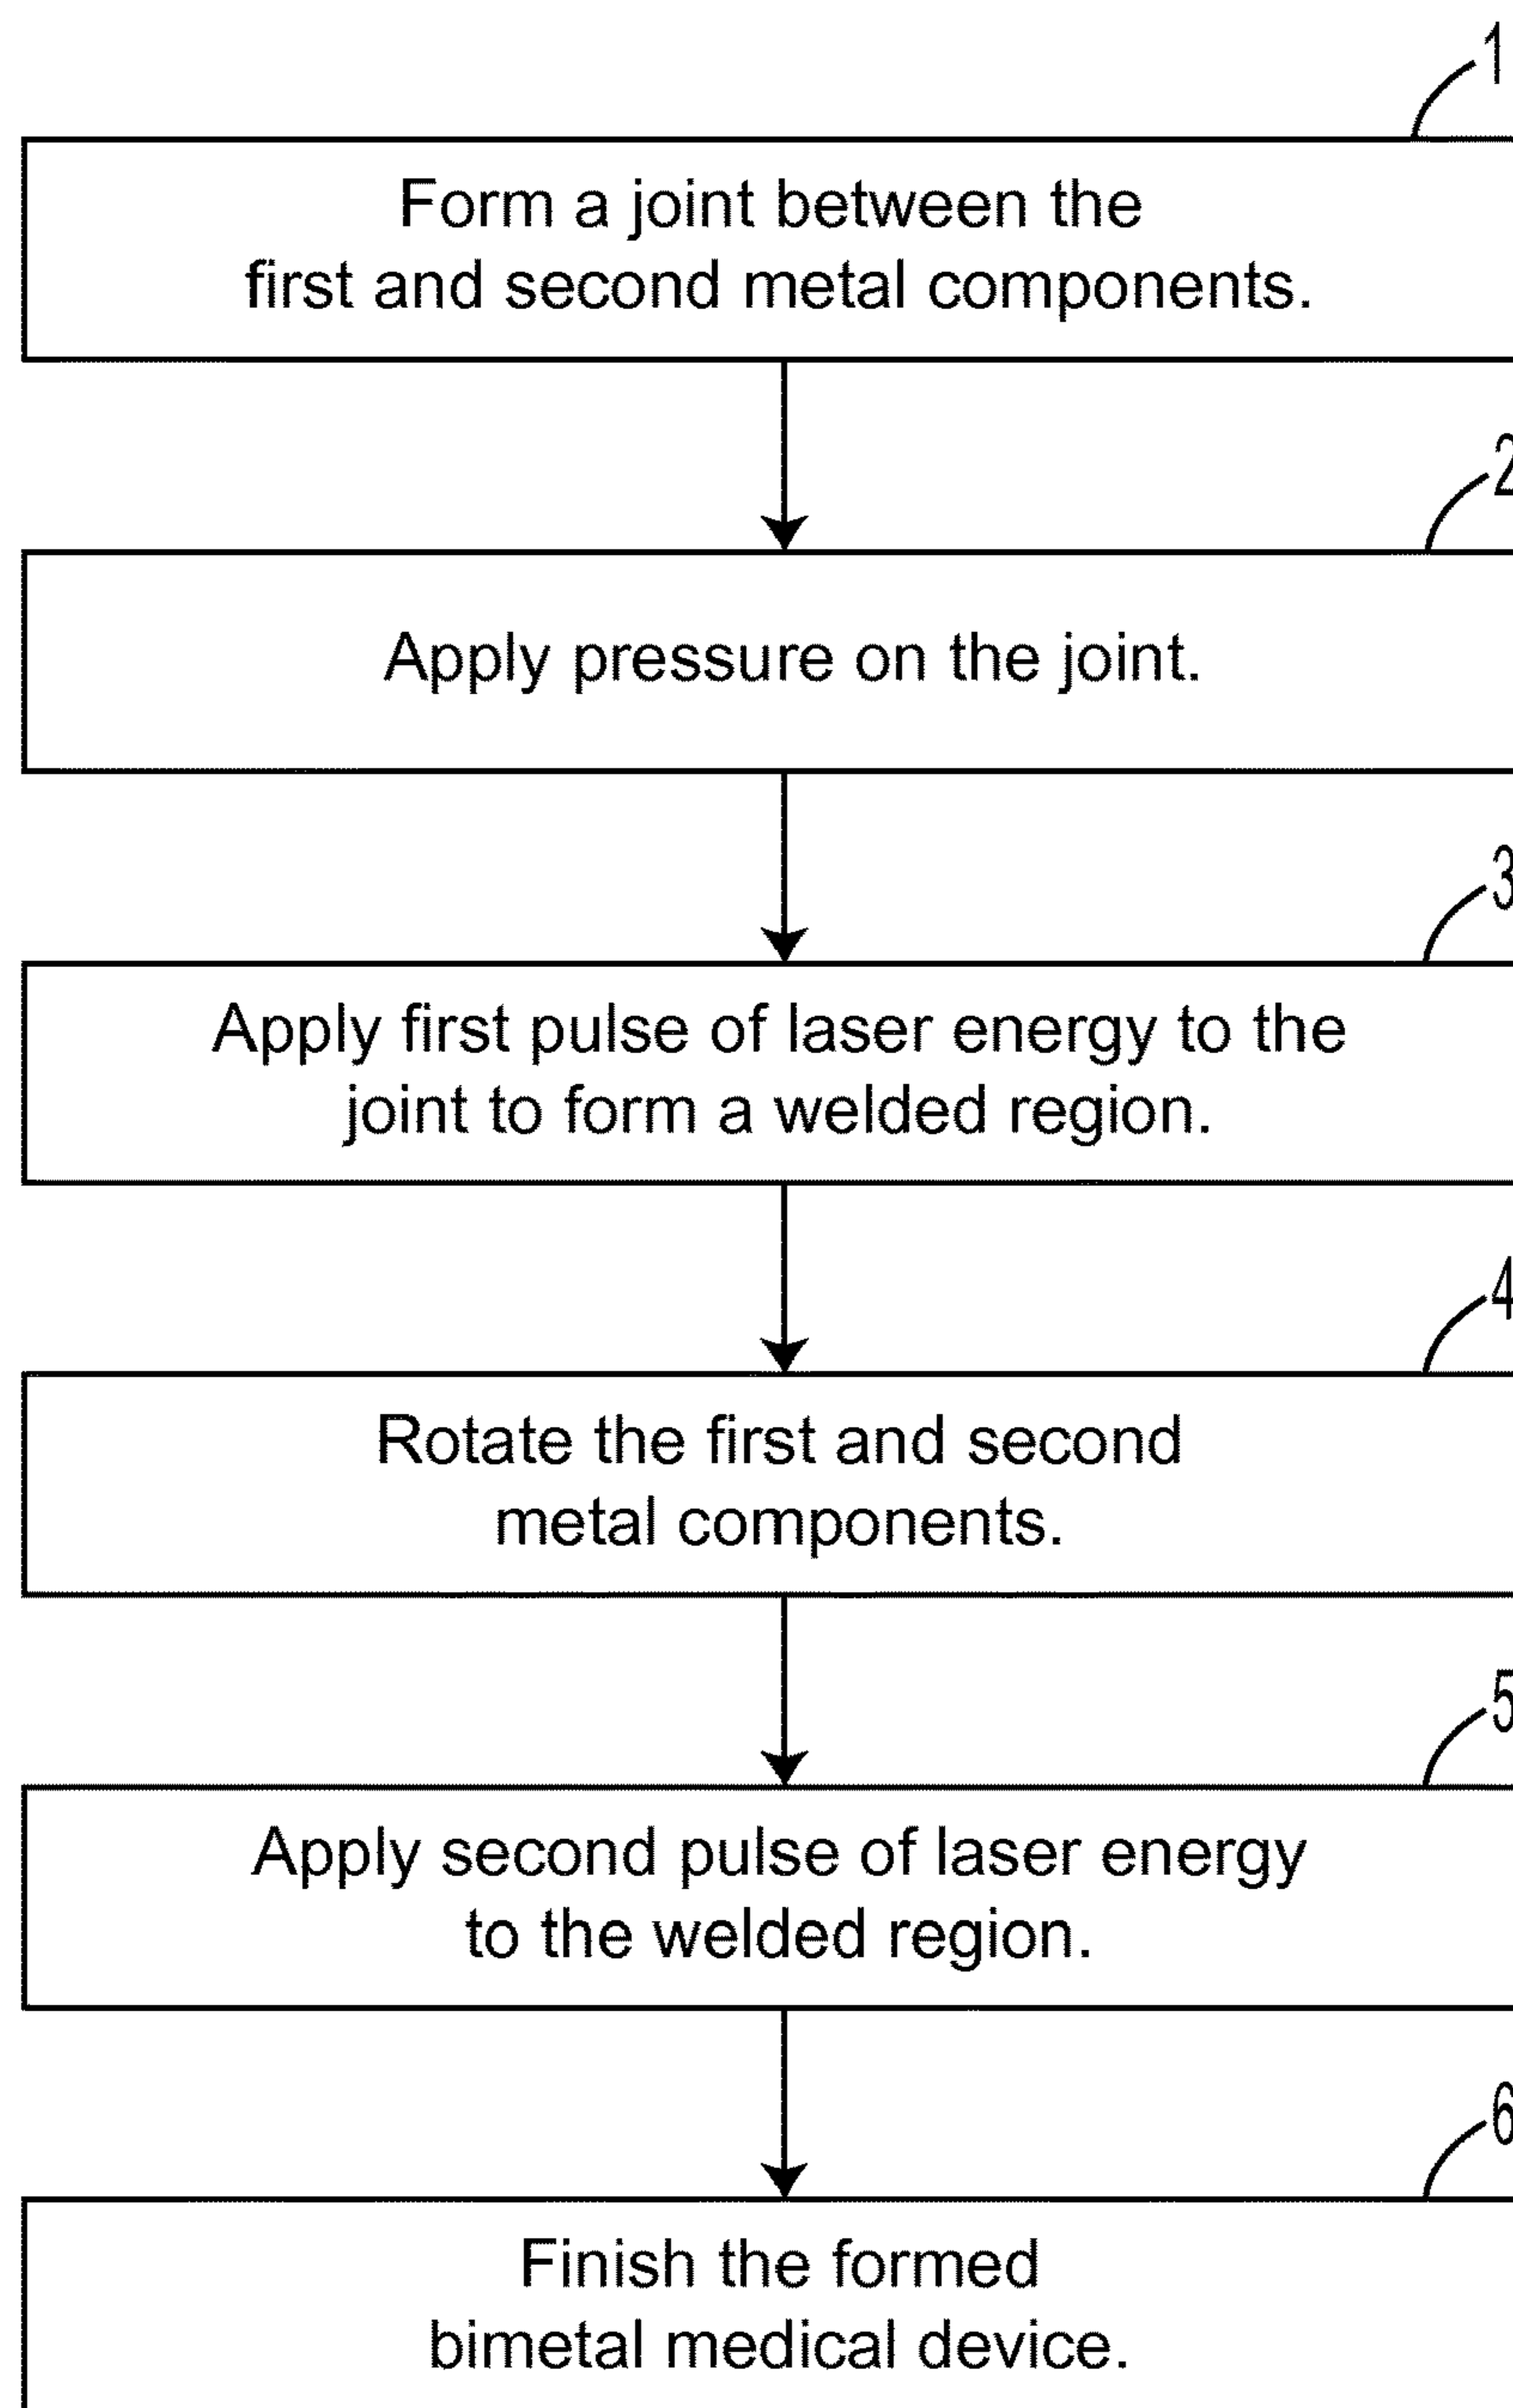 1
Form a joint between the
first and second metal components.
2
Apply pressure on the joint.
3
Apply first pulse of laser energy to the
joint to form a welded region.
4
Rotate the first and second
metal components.
5
Apply second pulse of laser energy
to the welded region.
6
Finish the formed
bimetal medical device.